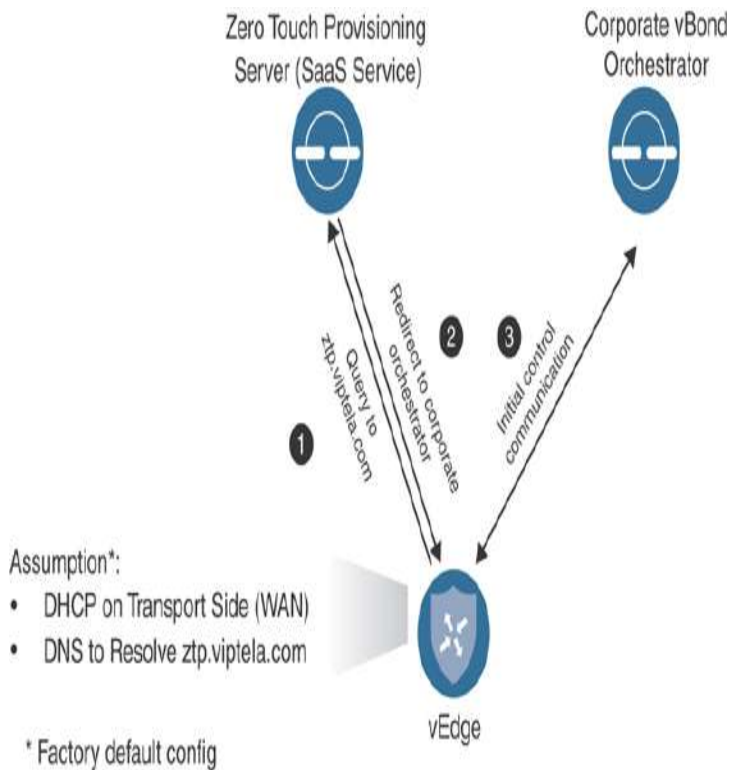 Zero Touch Provisioning
Server (SaaS Service)
Corporate vBond
Orchestrator
1
Query to
ztp.viptela.com
Redirect to corporate
orchestrator
2
3
Initial control
communication
Assumption*:
• DHCP on Transport Side (WAN)
• DNS to Resolve ztp.viptela.com
* Factory default config
vEdge